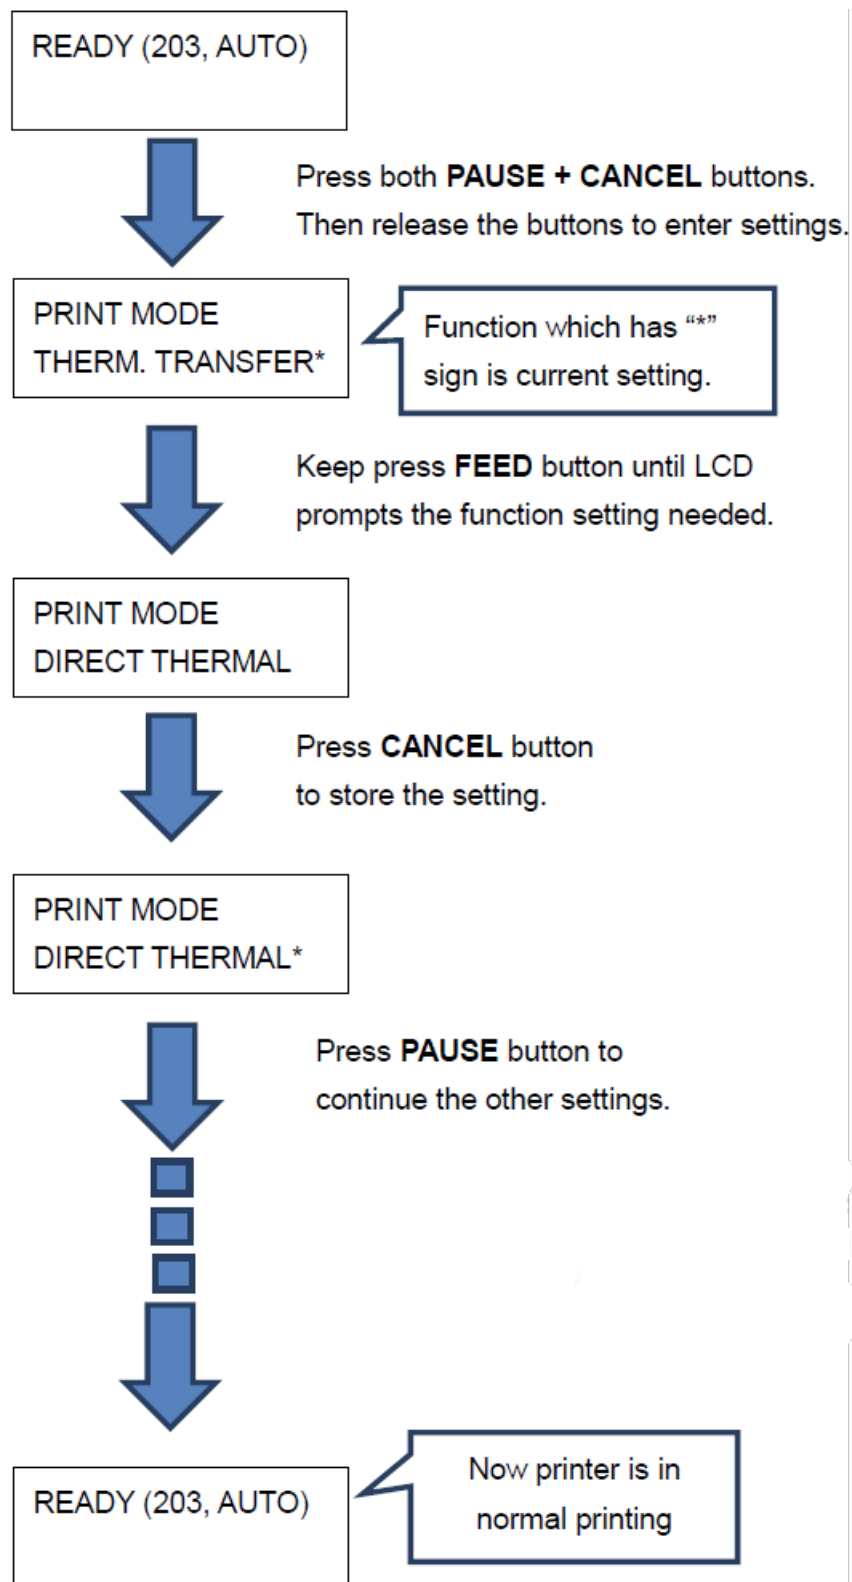 READY (203, AUTO)
Press both PAUSE + CANCEL buttons.
Then release the buttons to enter settings.
PRINT MODE
THERM. TRANSFER*
Function which has “*”
sign is current setting.
Keep press FEED button until LCD
prompts the function setting needed.
PRINT MODE
DIRECT THERMAL
Press CANCEL button
to store the setting.
PRINT MODE
DIRECT THERMAL*
Press PAUSE button to
continue the other settings.
READY (203, AUTO)
Now printer is in
normal printing